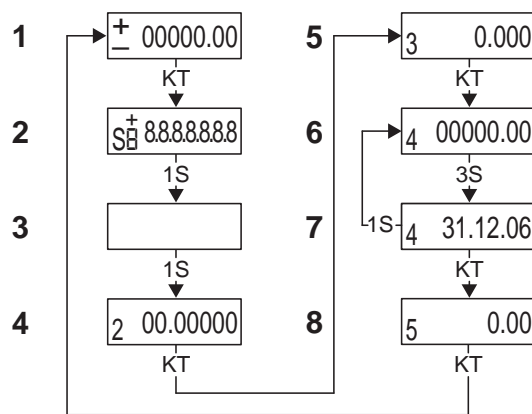 1
± 00000.00
KT
2
S8+ 8.8.8.8.8.8.8
1S
3
1S
4
2 00.00000
KT
5
3 0.000
KT
6
4 00000.00
3S
7
1S 4 31.12.06
KT
8
5 0.00
KT